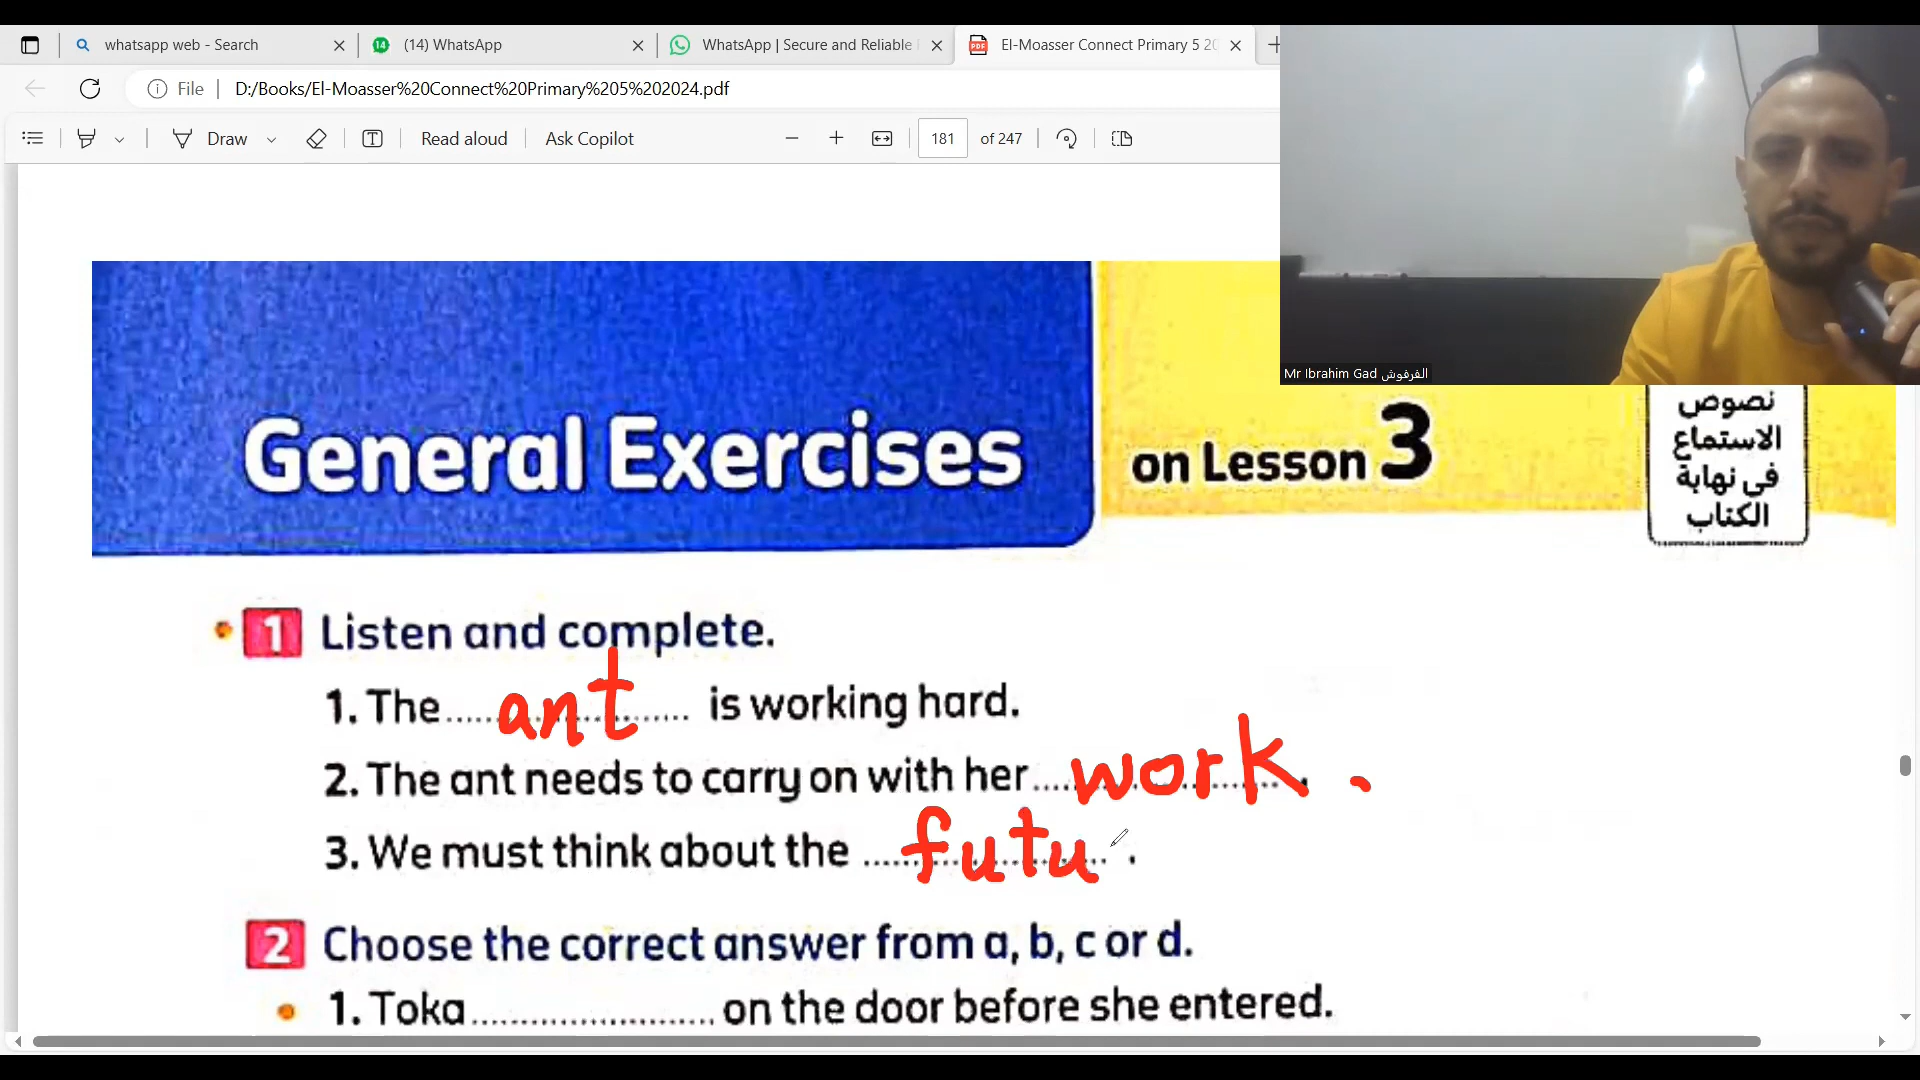 whatsapp web - Search
(14) WhatsApp
WhatsApp | Secure and Reliable
El-Moasser Connect Primary 5 20
File
D:/Books/El-Moasser%20Connect%20Primary%205%202024.pdf
Draw
Read aloud
Ask Copilot
181 of 247
Mr Ibrahim Gad الفرفوش
General Exercises
on Lesson 3
نصوص
الاستماع
فى نهاية
الكتاب
1 Listen and complete.
1. The ant is working hard.
2. The ant needs to carry on with her work.
3. We must think about the futu.
2 Choose the correct answer from a, b, c or d.
1. Toka ........................ on the door before she entered.